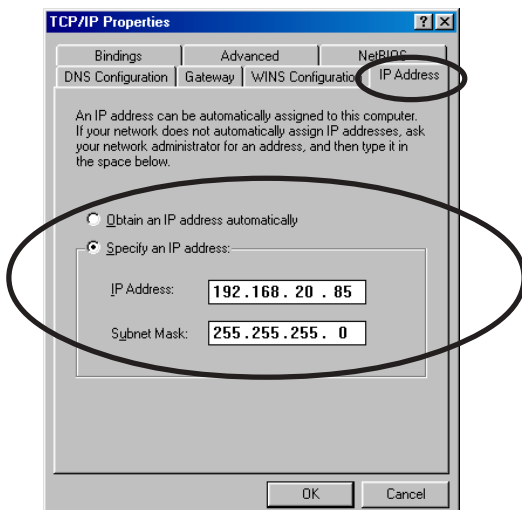 TCP/IP Properties
Bindings Advanced NetBIOS
DNS Configuration Gateway WINS Configuration IP Address
An IP address can be automatically assigned to this computer.
If your network does not automatically assign IP addresses, ask
your network administrator for an address, and then type it in
the space below.
Obtain an IP address automatically
Specify an IP address:
IP Address: 192.168. 20 . 85
Subnet Mask: 255.255.255. 0
OK Cancel